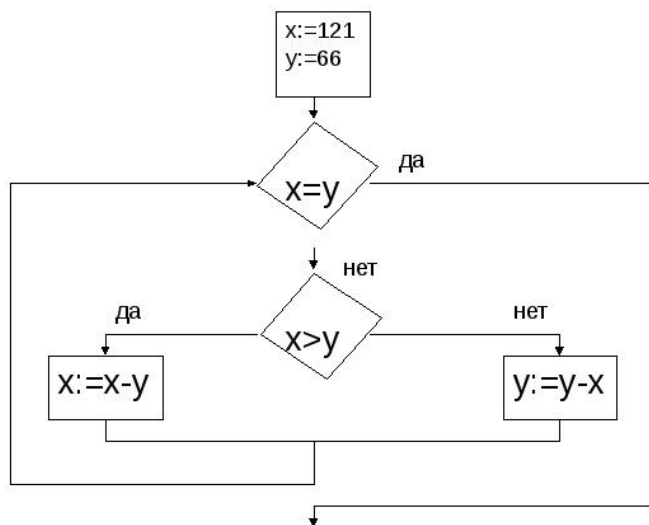 x:=121
y:=66
да
x=y
нет
да
нет
x>y
x:=x-y
y:=y-x